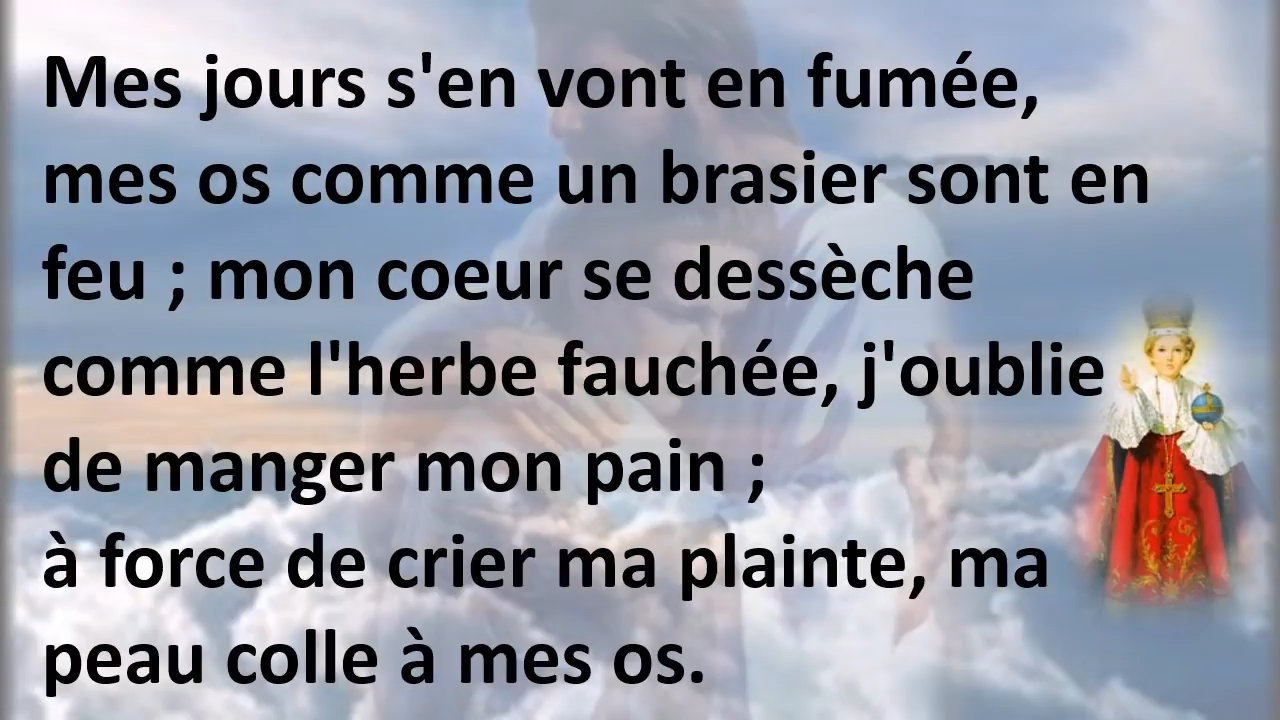 Mes jours s'en vont en fumée,
mes os comme un brasier sont en
feu ; mon coeur se dessèche
comme l'herbe fauchée, j'oublie
de manger mon pain ;
à force de crier ma plainte, ma
peau colle à mes os.